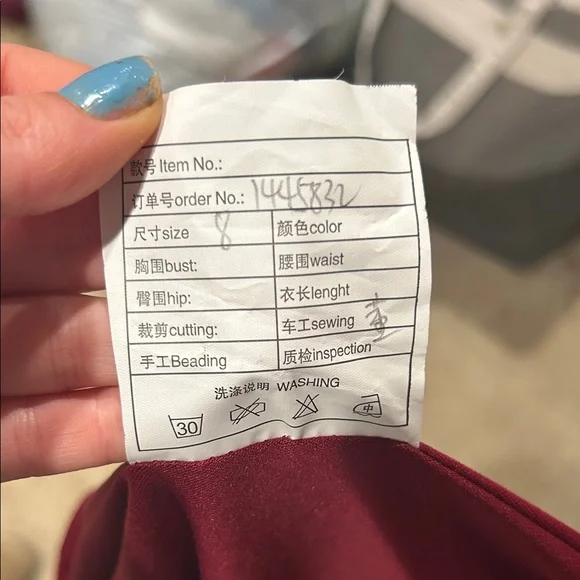 款号Item No.:
订单号order No.: 1445832
尺寸size 8 颜色color
胸围bust: 腰围waist
臀围hip: 衣长lenght
裁剪cutting: 车工sewing
手工Beading 质检inspection
洗涤说明 WASHING
30 中